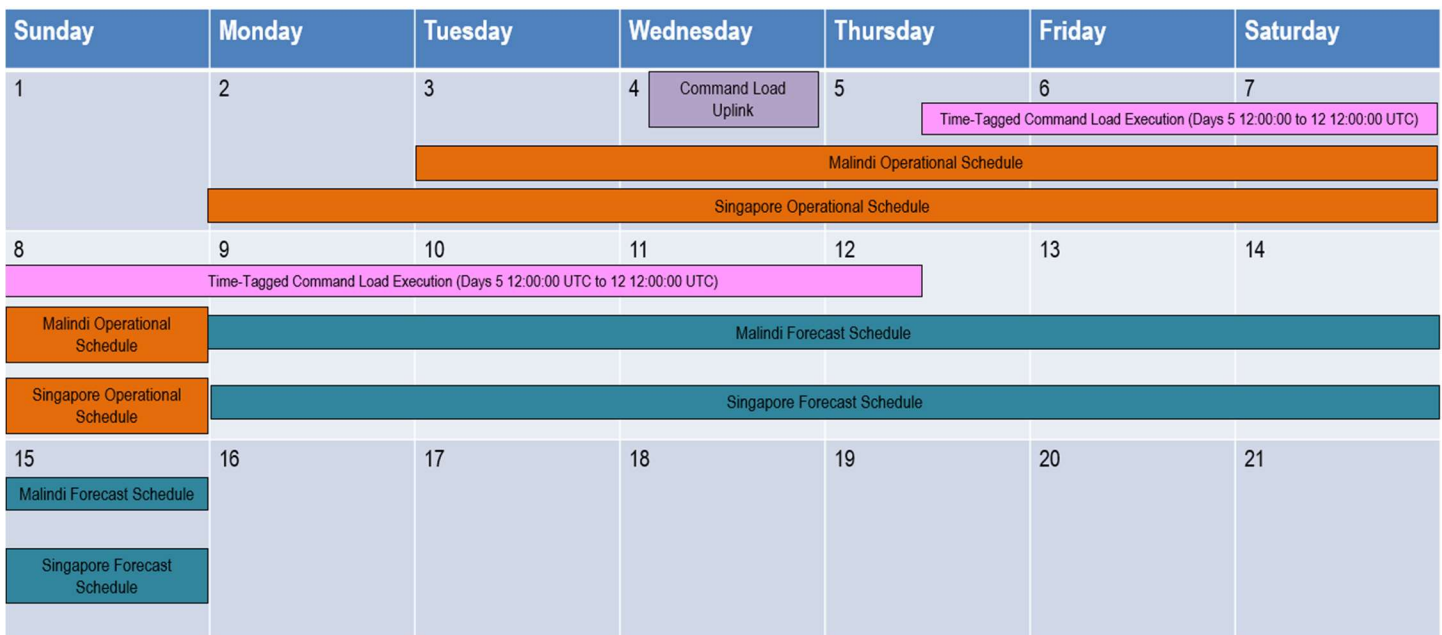 Sunday Monday Tuesday Wednesday Thursday Friday Saturday
1 2 3 4 Command Load 5 6 7
Uplink
Time-Tagged Command Load Execution (Days 5 12:00:00 to 12 12:00:00 UTC)
Malindi Operational Schedule
Singapore Operational Schedule
8 9 10 11 12 13 14
Time-Tagged Command Load Execution (Days 5 12:00:00 UTC to 12 12:00:00 UTC)
Malindi Operational
Schedule
Malindi Forecast Schedule
Singapore Operational
Schedule
Singapore Forecast Schedule
15 16 17 18 19 20 21
Malindi Forecast Schedule
Singapore Forecast
Schedule